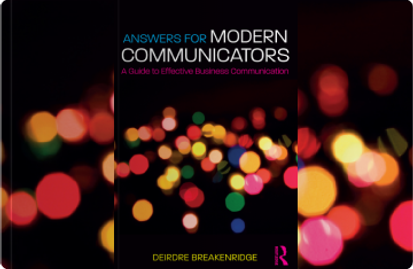 ANSWERS FOR MODERN
COMMUNICATORS
A Guide to Effective Business Communication
DEIRDRE BREAKENRIDGE
R